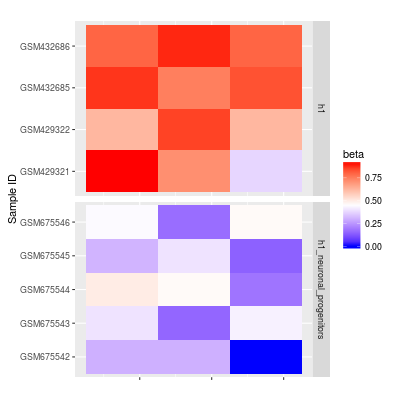 GSM432686
GSM432685
GSM429322
GSM429321
h1
GSM675546
GSM675545
GSM675544
GSM675543
GSM675542
h1_neuronal_progenitors
Sample ID
beta
0.75
0.50
0.25
0.00